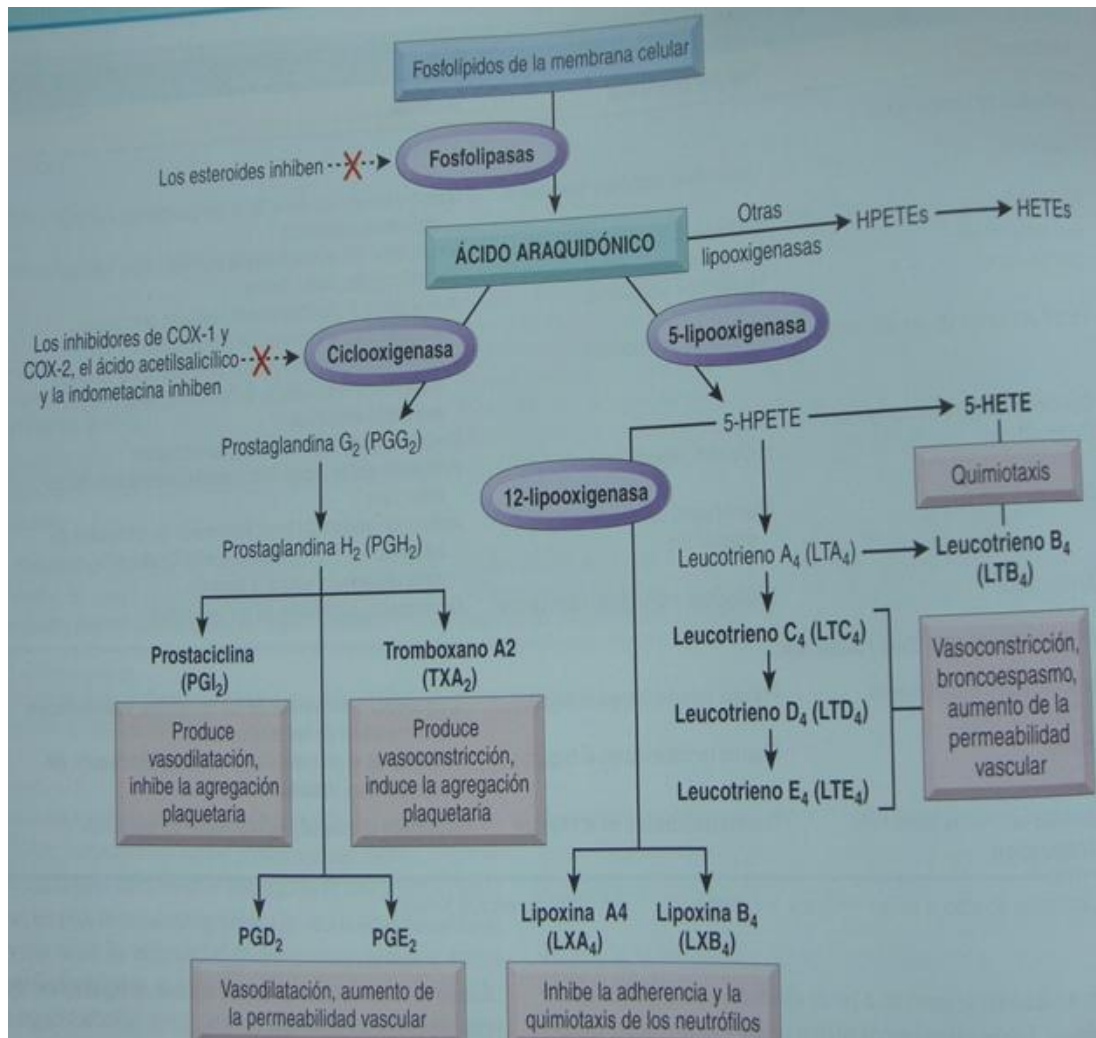 Fosfolípidos de la membrana celular
Los esteroides inhiben
Fosfolipasas
ÁCIDO ARAQUIDÓNICO
Otras
lipooxigenasas
HPETEs
HETEs
Los inhibidores de COX-1 y
COX-2, el ácido acetilsalicílico
y la indometacina inhiben
Ciclooxigenasa
5-lipooxigenasa
Prostaglandina G₂ (PGG₂)
5-HPETE
5-HETE
Quimiotaxis
12-lipooxigenasa
Prostaglandina H₂ (PGH₂)
Leucotrieno A₄ (LTA₄)
Leucotrieno B₄
(LTB₄)
Prostaciclina
(PGI₂)
Produce
vasodilatación,
inhibe la agregación
plaquetaria
Tromboxano A2
(TXA₂)
Produce
vasoconstricción,
induce la agregación
plaquetaria
Leucotrieno C₄ (LTC₄)
Leucotrieno D₄ (LTD₄)
Leucotrieno E₄ (LTE₄)
Vasoconstricción,
broncoespasmo,
aumento de la
permeabilidad
vascular
PGD₂
PGE₂
Vasodilatación, aumento de
la permeabilidad vascular
Lipoxina A4
(LXA₄)
Lipoxina B₄
(LXB₄)
Inhibe la adherencia y la
quimiotaxis de los neutrófilos